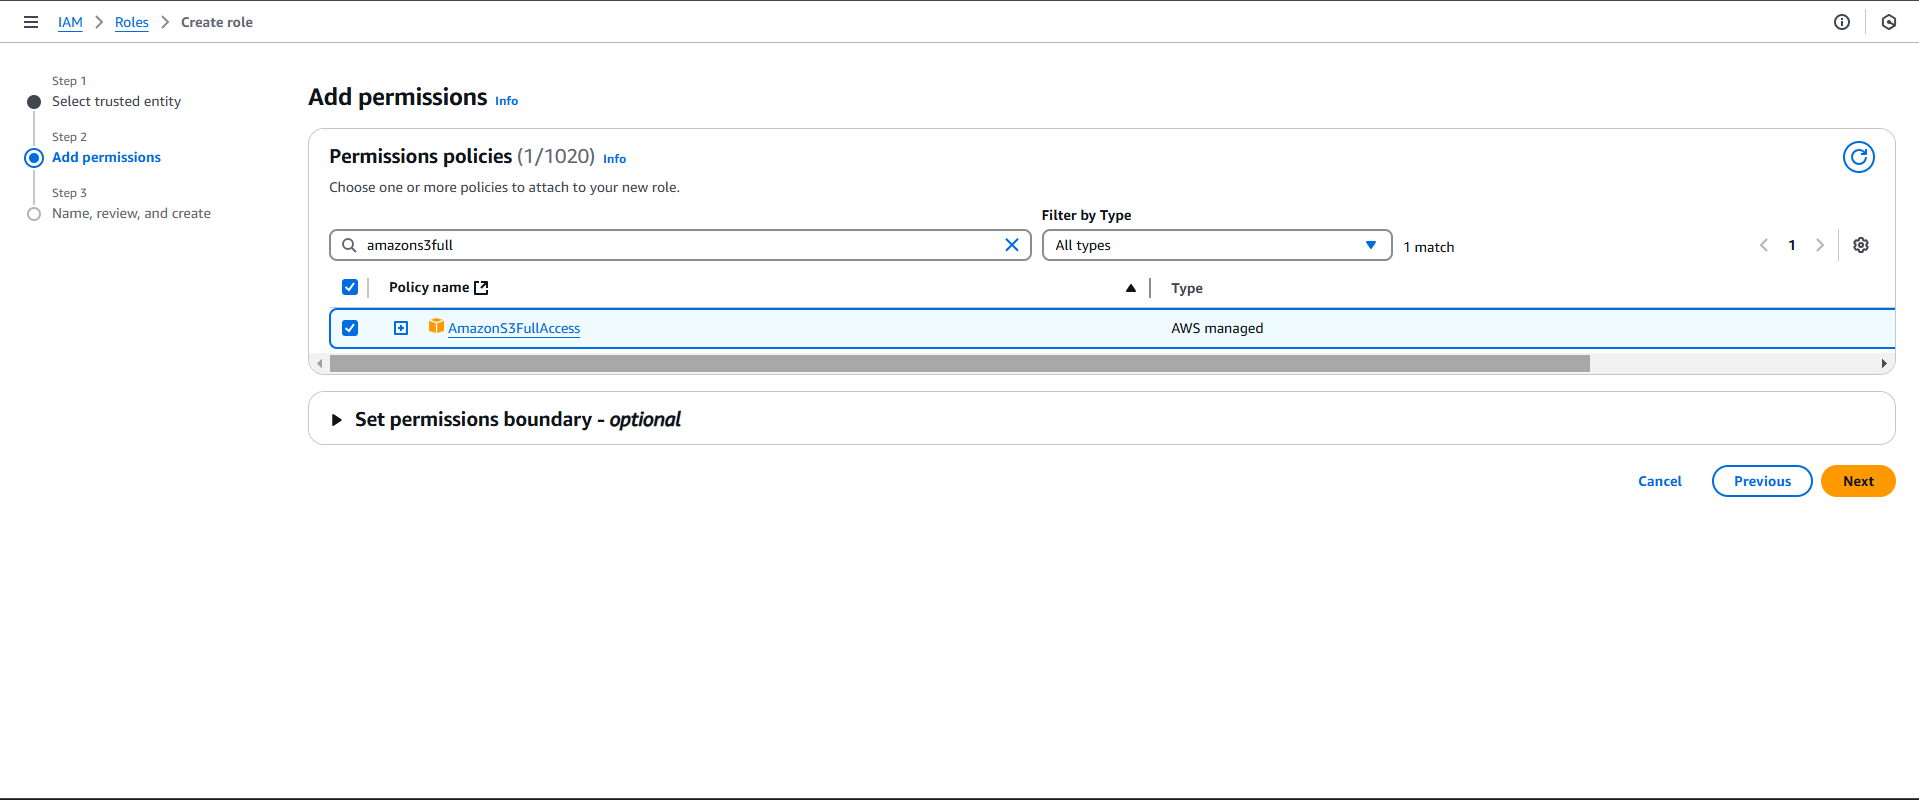 IAM > Roles > Create role
Step 1
Select trusted entity
Step 2
Add permissions
Step 3
Name, review, and create
Add permissions Info
Permissions policies (1/1020) Info
Choose one or more policies to attach to your new role.
Filter by Type
amazons3full
All types
1 match
1
Policy name
Type
AmazonS3FullAccess
AWS managed
Set permissions boundary - optional
Cancel
Previous
Next